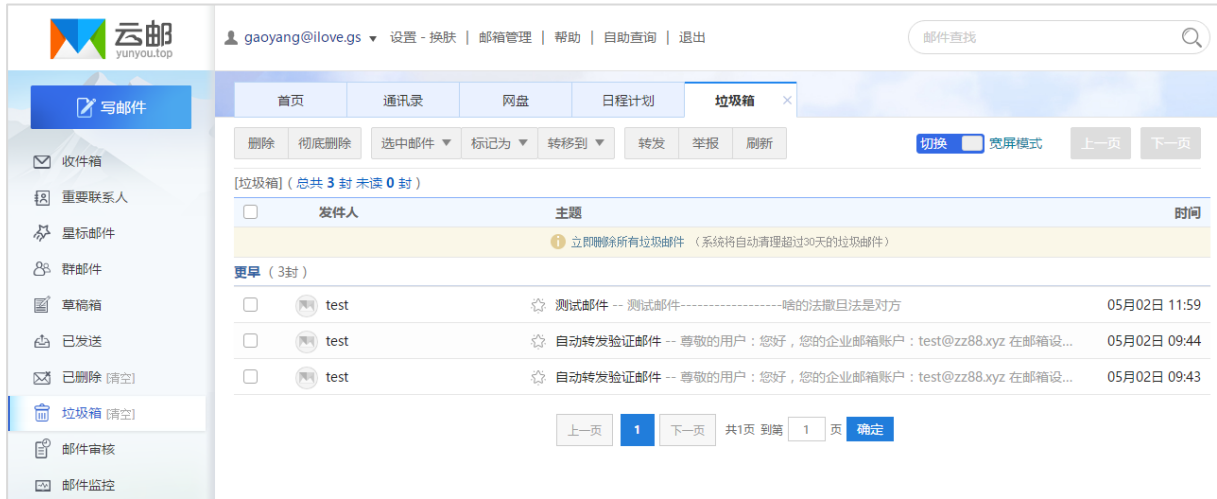 云邮
yunyou.top
gaoyang@ilove.gs ▼ 设置 - 换肤 | 邮箱管理 | 帮助 | 自助查询 | 退出
邮件查找
写邮件
收件箱
重要联系人
星标邮件
群邮件
草稿箱
已发送
已删除 [清空]
垃圾箱 [清空]
邮件审核
邮件监控
首页 通讯录 网盘 日程计划 垃圾箱 ×
删除 彻底删除 选中邮件 ▼ 标记为 ▼ 转移到 ▼ 转发 举报 刷新 切换 宽屏模式 上一页 下一页
[垃圾箱]（总共 3 封 未读 0 封）
发件人 主题 时间
立即删除所有垃圾邮件 （系统将自动清理超过30天的垃圾邮件）
更早（3封）
test 测试邮件 -- 测试邮件------------------啥的法撒旦法是对方 05月02日 11:59
test 自动转发验证邮件 -- 尊敬的用户：您好，您的企业邮箱账户：test@zz88.xyz 在邮箱设... 05月02日 09:44
test 自动转发验证邮件 -- 尊敬的用户：您好，您的企业邮箱账户：test@zz88.xyz 在邮箱设... 05月02日 09:43
上一页 1 下一页 共1页 到第 1 页 确定